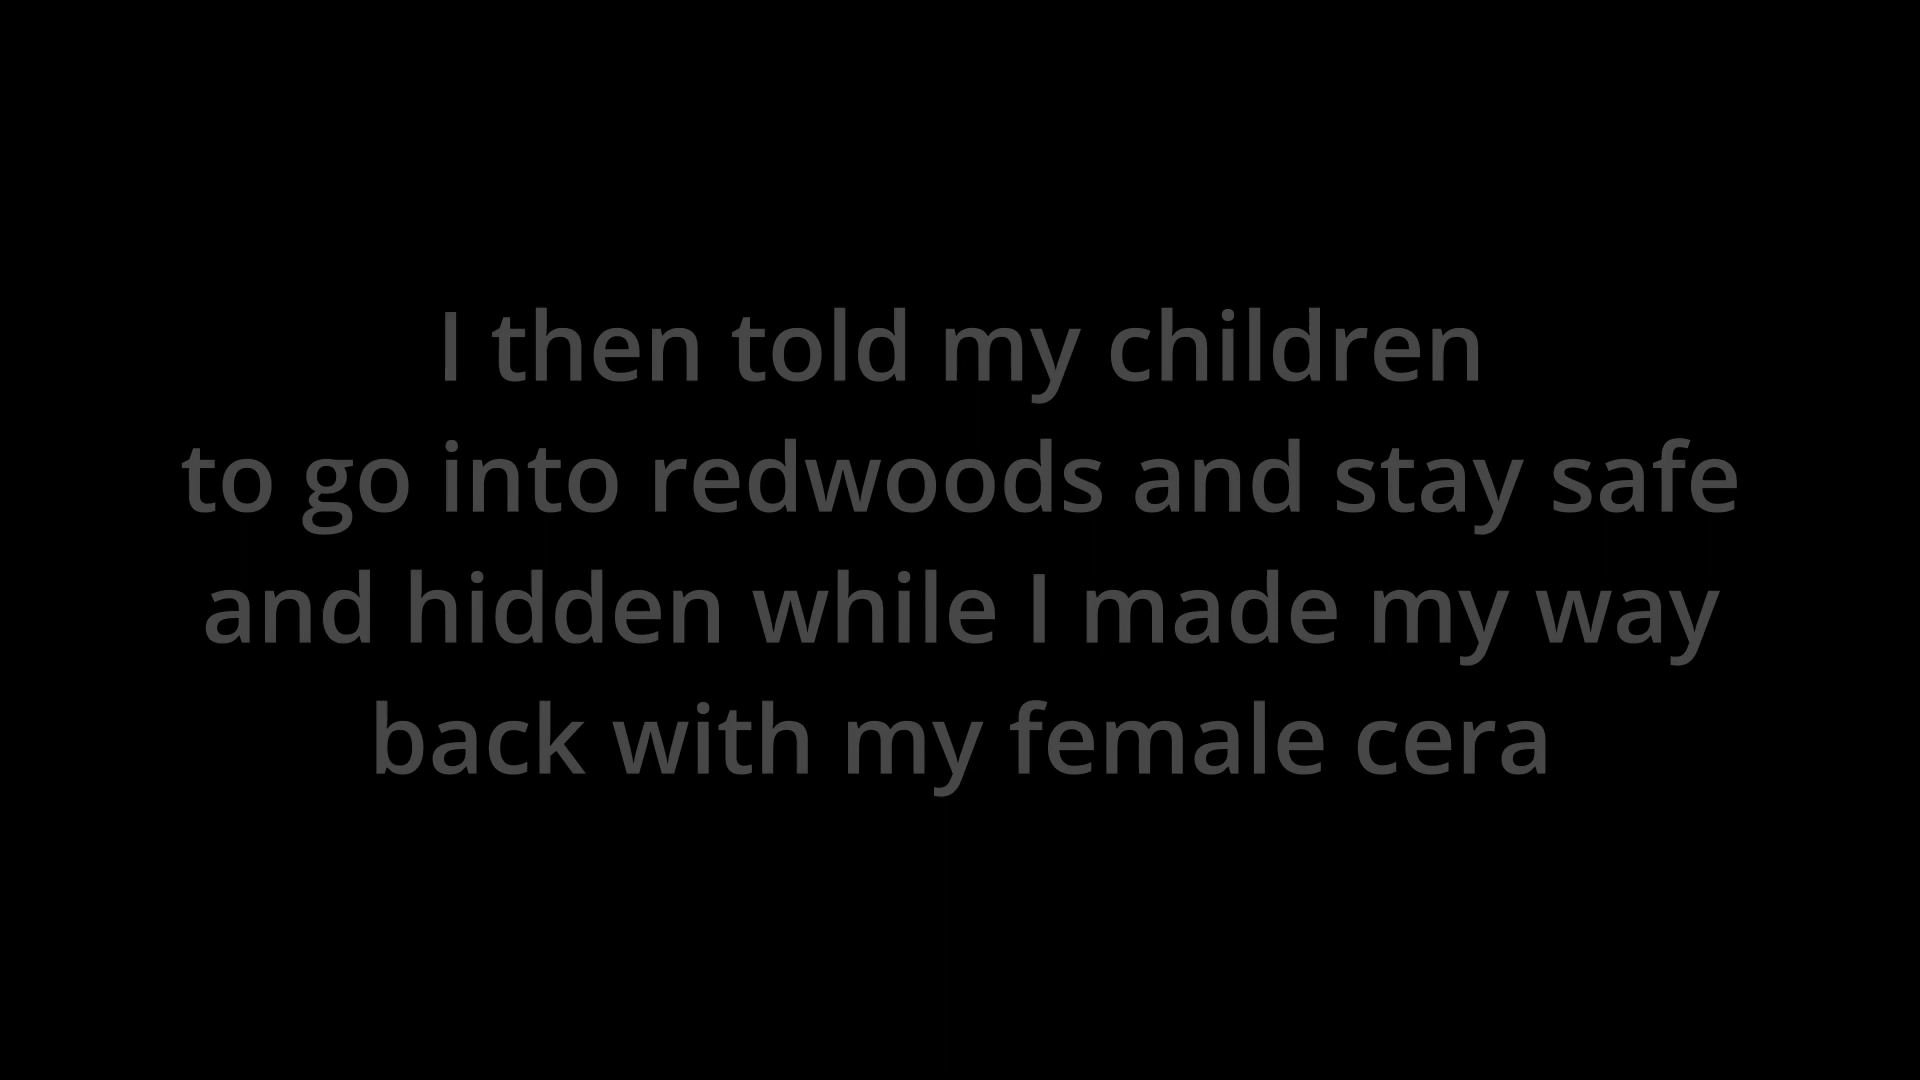 I then told my children
to go into redwoods and stay safe
and hidden while I made my way
back with my female cera